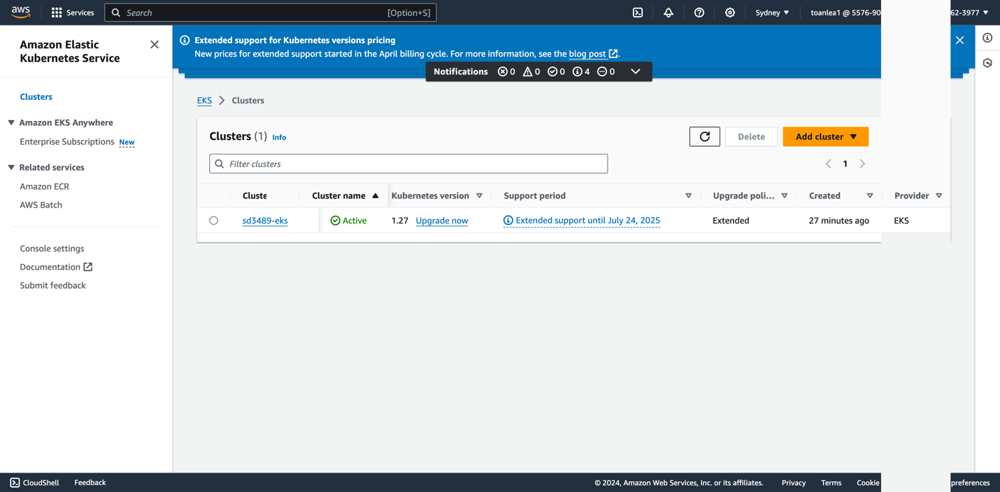 aws
Services
Search
[Option+S]
Sydney
toanlea1 @ 5576-90
62-3977
Amazon Elastic
Kubernetes Service
Clusters
Amazon EKS Anywhere
Enterprise Subscriptions New
Related services
Amazon ECR
AWS Batch
Console settings
Documentation
Submit feedback
Extended support for Kubernetes versions pricing
New prices for extended support started in the April billing cycle. For more information, see the blog post.
Notifications 0 0 0 4 0
EKS > Clusters
Clusters (1) Info
Delete
Add cluster
Filter clusters
1
Cluste Cluster name Kubernetes version Support period Upgrade poli... Created Provider
sd3489-eks Active 1.27 Upgrade now Extended support until July 24, 2025 Extended 27 minutes ago EKS
CloudShell Feedback © 2024, Amazon Web Services, Inc. or its affiliates. Privacy Terms Cookie preferences